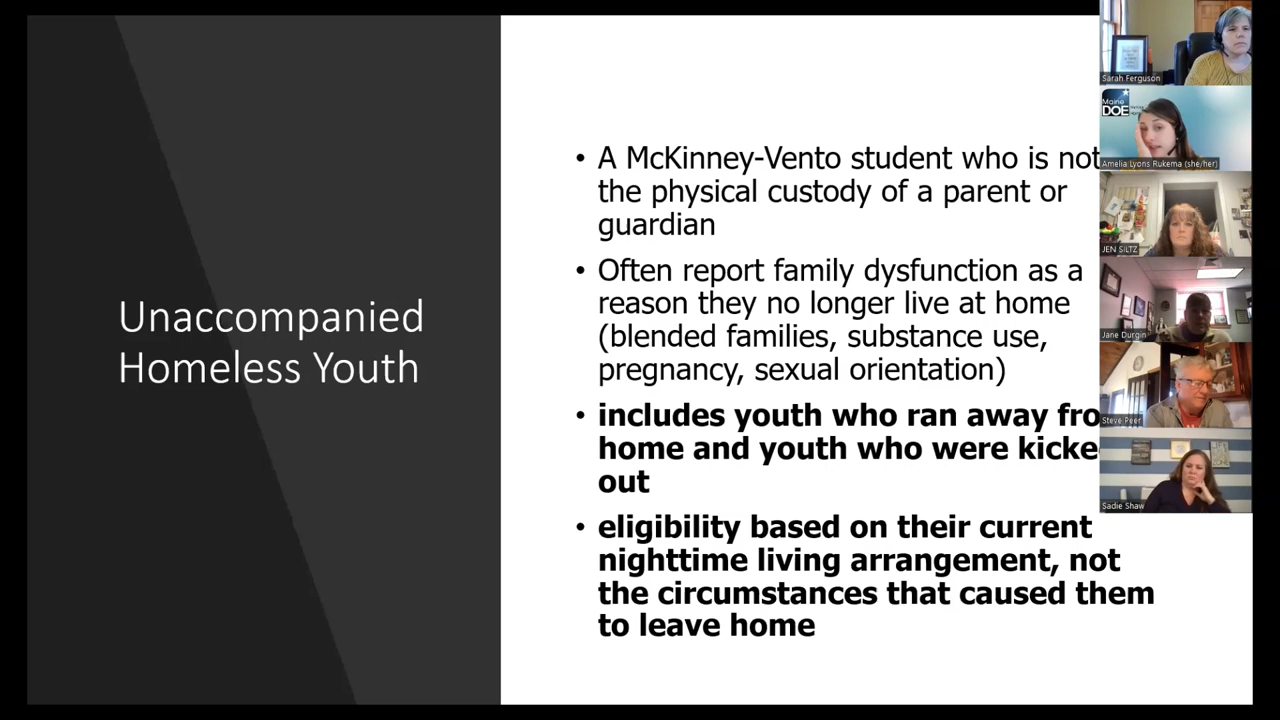 Unaccompanied
Homeless Youth
• A McKinney-Vento student who is not
the physical custody of a parent or
guardian
• Often report family dysfunction as a
reason they no longer live at home
(blended families, substance use,
pregnancy, sexual orientation)
• includes youth who ran away fro
home and youth who were kicke
out
• eligibility based on their current
nighttime living arrangement, not
the circumstances that caused them
to leave home
Sarah Ferguson
Maine
DOE
Amelia Lyons Rukema (she/her)
JEN SILTZ
Jane Durgin
Steve Peer
Sadie Shaw